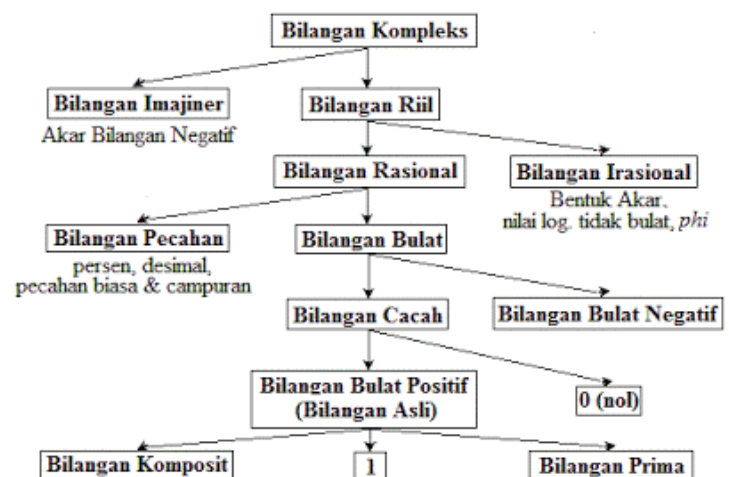 Bilangan Kompleks
Bilangan Imajiner
Bilangan Riil
Akar Bilangan Negatif
Bilangan Rasional
Bilangan Irasional
Bentuk Akar,
nilai log. tidak bulat, phi
Bilangan Pecahan
Bilangan Bulat
persen, desimal,
pecahan biasa & campuran
Bilangan Cacah
Bilangan Bulat Negatif
Bilangan Bulat Positif
(Bilangan Asli)
0 (nol)
Bilangan Komposit
1
Bilangan Prima